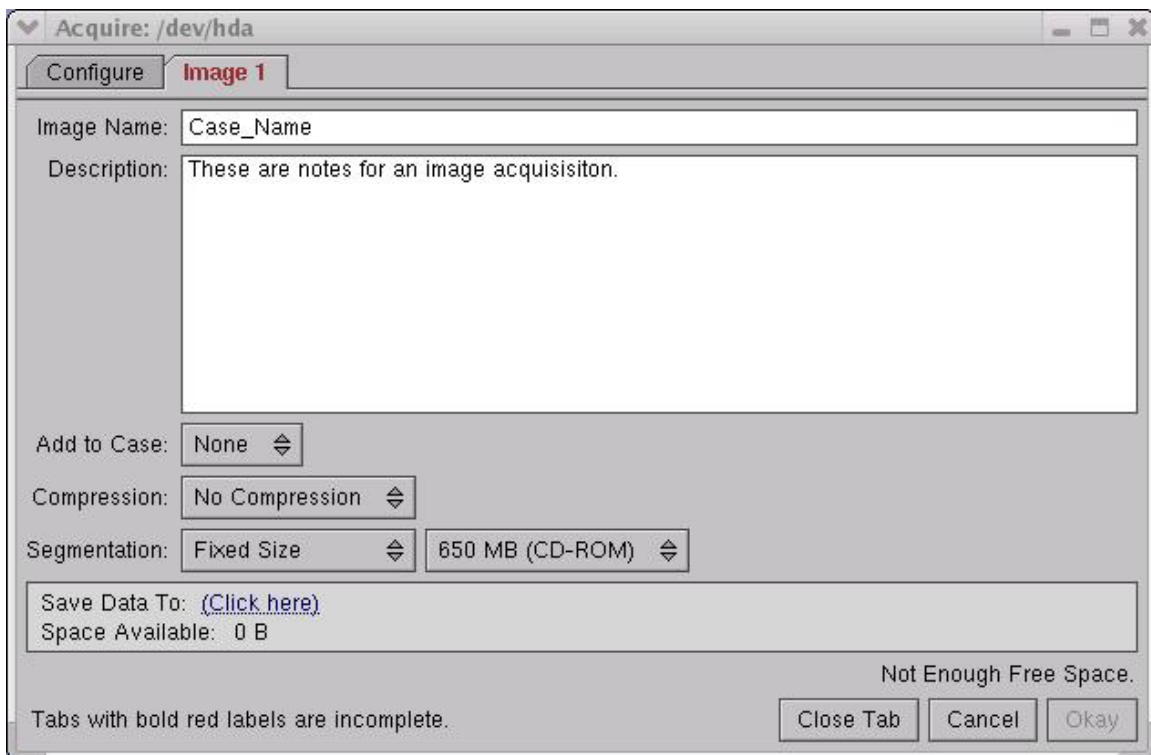 Acquire: /dev/hda
Configure Image 1
Image Name: Case_Name
Description: These are notes for an image acquisisiton.
Add to Case: None
Compression: No Compression
Segmentation: Fixed Size 650 MB (CD-ROM)
Save Data To: (Click here)
Space Available: 0 B
Not Enough Free Space.
Tabs with bold red labels are incomplete. Close Tab Cancel Okay